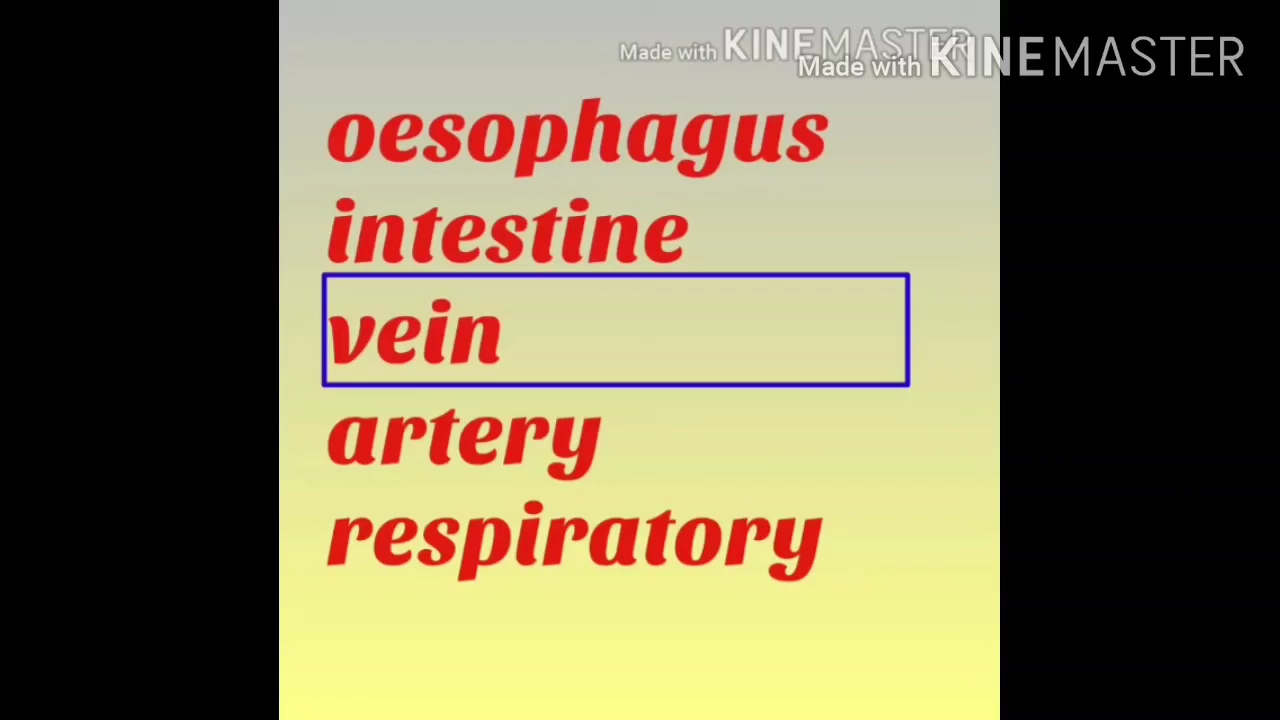 Made with KINEMASTER
Made with KINEMASTER
oesophagus
intestine
vein
artery
respiratory